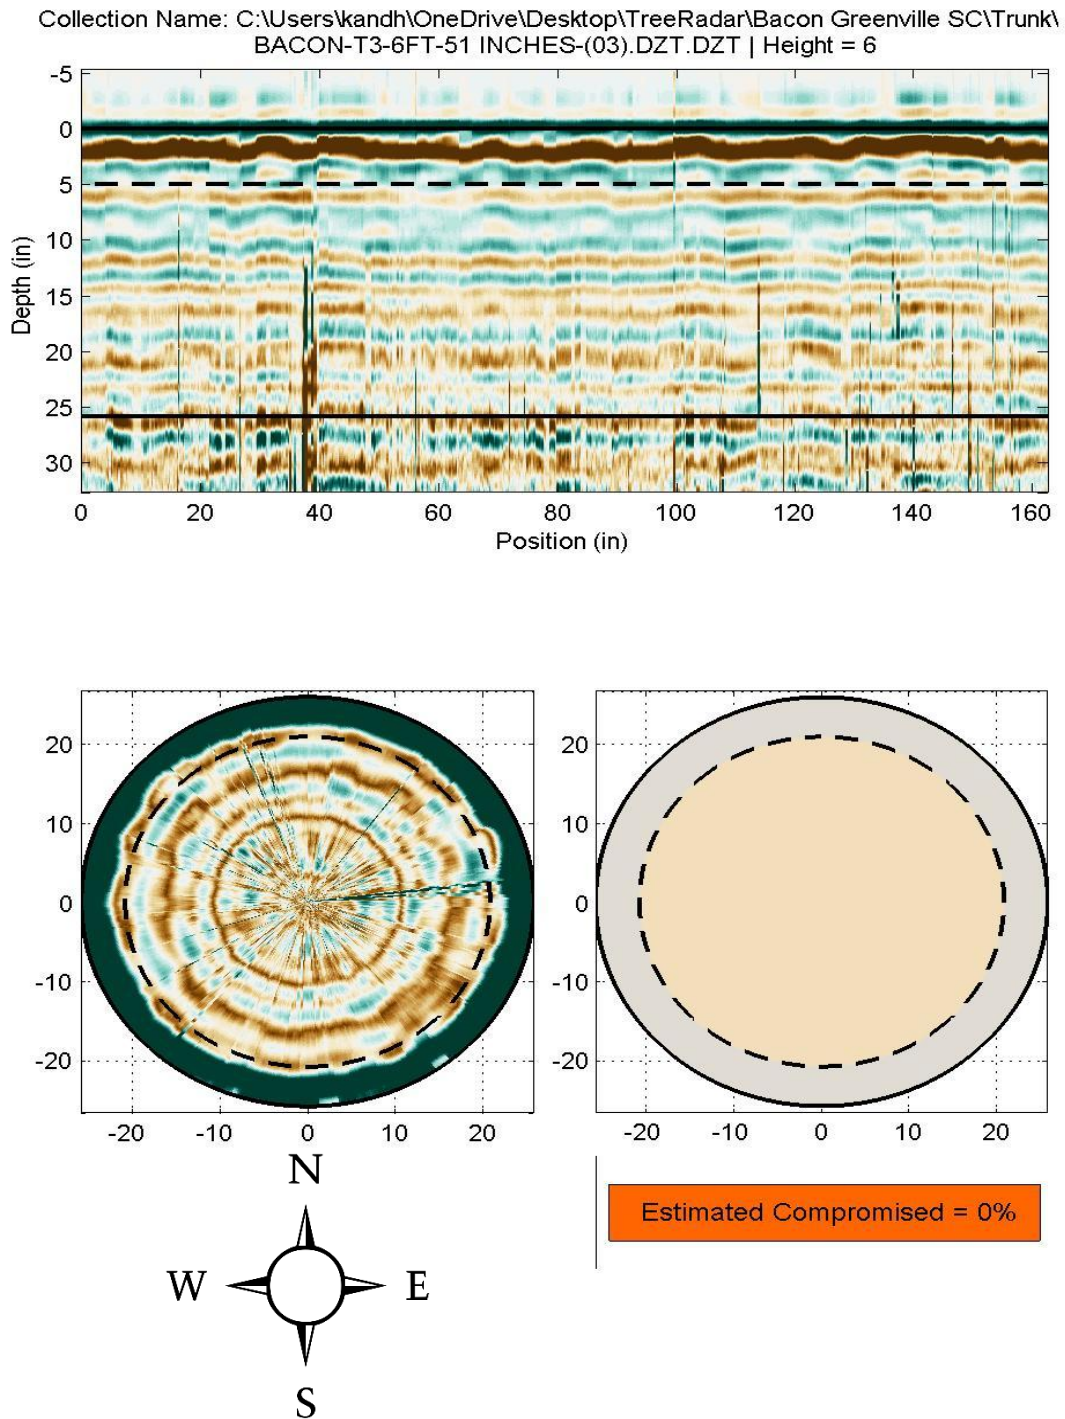 Collection Name: C:\Users\kandh\OneDrive\Desktop\TreeRadar\Bacon Greenville SC\Trunk\
BACON-T3-6FT-51 INCHES-(03).DZT.DZT | Height = 6
-5
0
5
10
15
20
25
30
Depth (in)
0 20 40 60 80 100 120 140 160
Position (in)
20
10
0
-10
-20
-20 -10 0 10 20
20
10
0
-10
-20
-20 -10 0 10 20
N
W E
S
Estimated Compromised = 0%